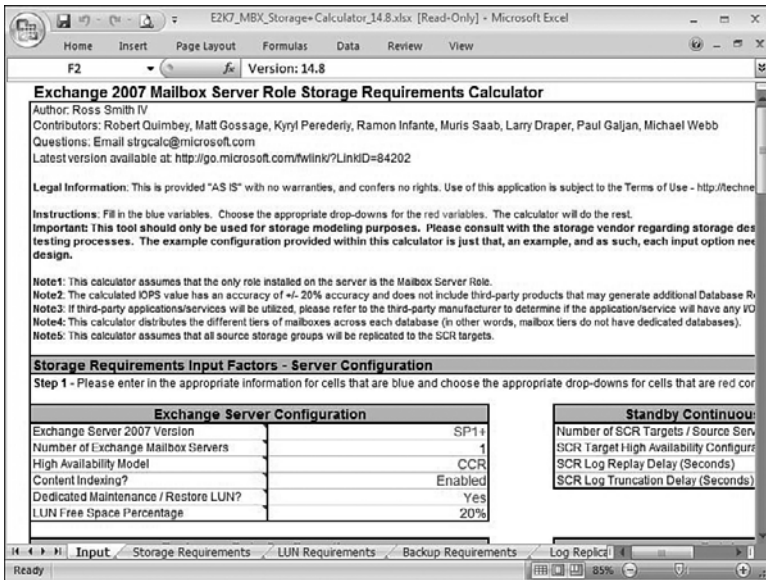 E2K7_MBX_Storage+Calculator_14.8.xlsx [Read-Only] - Microsoft Excel
Home Insert Page Layout Formulas Data Review View
F2 fx Version: 14.8
Exchange 2007 Mailbox Server Role Storage Requirements Calculator
Author: Ross Smith IV
Contributors: Robert Quimbey, Matt Gossage, Kyryl Perederiy, Ramon Infante, Muris Saab, Larry Draper, Paul Galjan, Michael Webb
Questions: Email strgcalc@microsoft.com
Latest version available at: http://go.microsoft.com/fwlink/?LinkID=84202
Legal Information: This is provided "AS IS" with no warranties, and confers no rights. Use of this application is subject to the Terms of Use - http://techne
Instructions: Fill in the blue variables. Choose the appropriate drop-downs for the red variables. The calculator will do the rest.
Important: This tool should only be used for storage modeling purposes. Please consult with the storage vendor regarding storage des
testing processes. The example configuration provided within this calculator is just that, an example, and as such, each input option nee
design.
Note1: This calculator assumes that the only role installed on the server is the Mailbox Server Role.
Note2: The calculated IOPS value has an accuracy of +/- 20% accuracy and does not include third-party products that may generate additional Database R
Note3: If third-party applications/services will be utilized, please refer to the third-party manufacturer to determine if the application/service will have any I/O
Note4: This calculator distributes the different tiers of mailboxes across each database (in other words, mailbox tiers do not have dedicated databases).
Note5: This calculator assumes that all source storage groups will be replicated to the SCR targets.
Storage Requirements Input Factors - Server Configuration
Step 1 - Please enter in the appropriate information for cells that are blue and choose the appropriate drop-downs for cells that are red cor
Exchange Server Configuration Standby Continuou
Exchange Server 2007 Version SP1+ Number of SCR Targets / Source Serv
Number of Exchange Mailbox Servers 1 SCR Target High Availability Configura
High Availability Model CCR SCR Log Replay Delay (Seconds)
Content Indexing? Enabled SCR Log Truncation Delay (Seconds)
Dedicated Maintenance / Restore LUN? Yes
LUN Free Space Percentage 20%
Input Storage Requirements LUN Requirements Backup Requirements Log Replica
Ready 85%